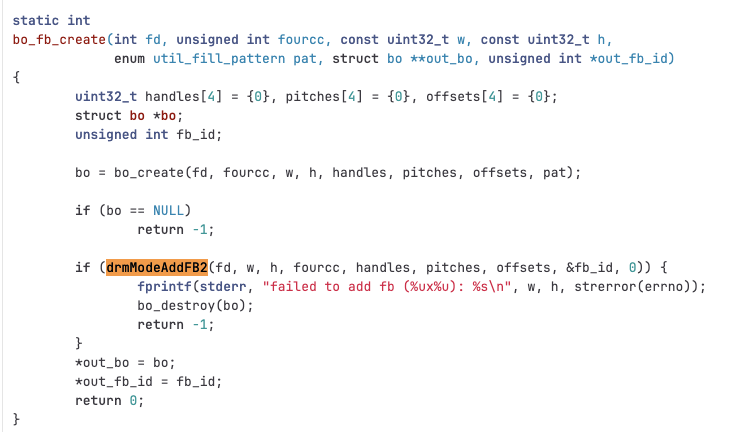 static int
bo_fb_create(int fd, unsigned int fourcc, const uint32_t w, const uint32_t h,
             enum util_fill_pattern pat, struct bo **out_bo, unsigned int *out_fb_id)
{
        uint32_t handles[4] = {0}, pitches[4] = {0}, offsets[4] = {0};
        struct bo *bo;
        unsigned int fb_id;

        bo = bo_create(fd, fourcc, w, h, handles, pitches, offsets, pat);

        if (bo == NULL)
                return -1;

        if (drmModeAddFB2(fd, w, h, fourcc, handles, pitches, offsets, &fb_id, 0)) {
                fprintf(stderr, "failed to add fb (%ux%u): %s\n", w, h, strerror(errno));
                bo_destroy(bo);
                return -1;
        }
        *out_bo = bo;
        *out_fb_id = fb_id;
        return 0;
}